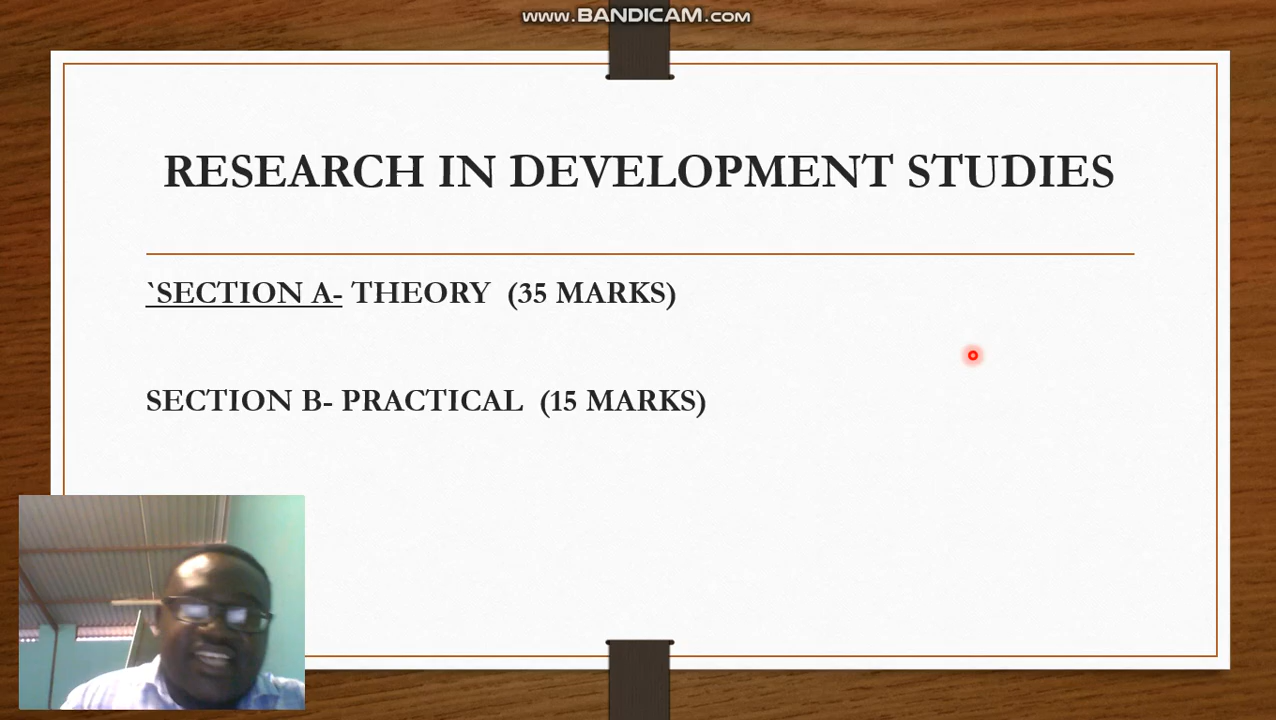 www.BANDICAM.com
RESEARCH IN DEVELOPMENT STUDIES
`SECTION A- THEORY (35 MARKS)
SECTION B- PRACTICAL (15 MARKS)